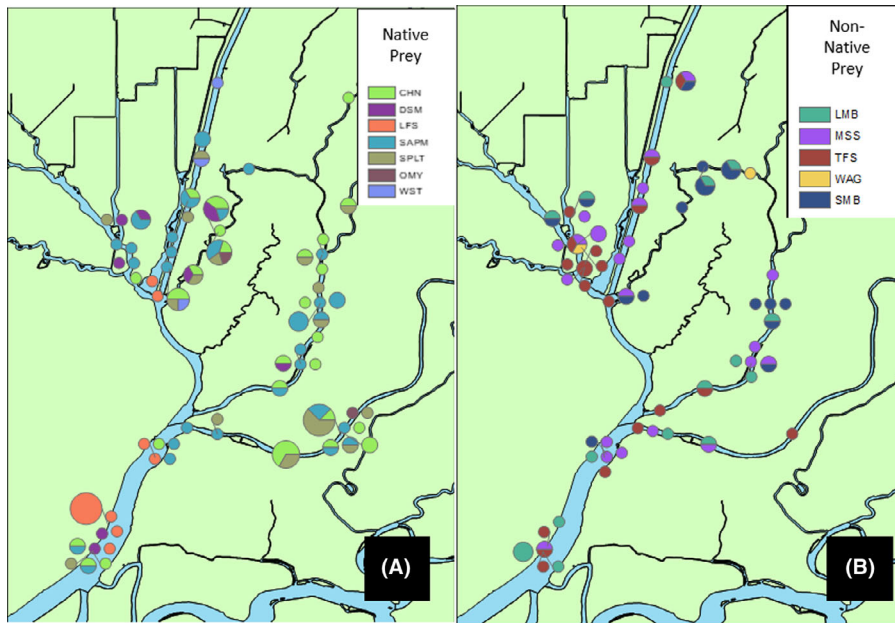 Native
Prey
CHN
DSM
LFS
SAPM
SPLT
OMY
WST
(A)
Non-
Native
Prey
LMB
MSS
TFS
WAG
SMB
(B)